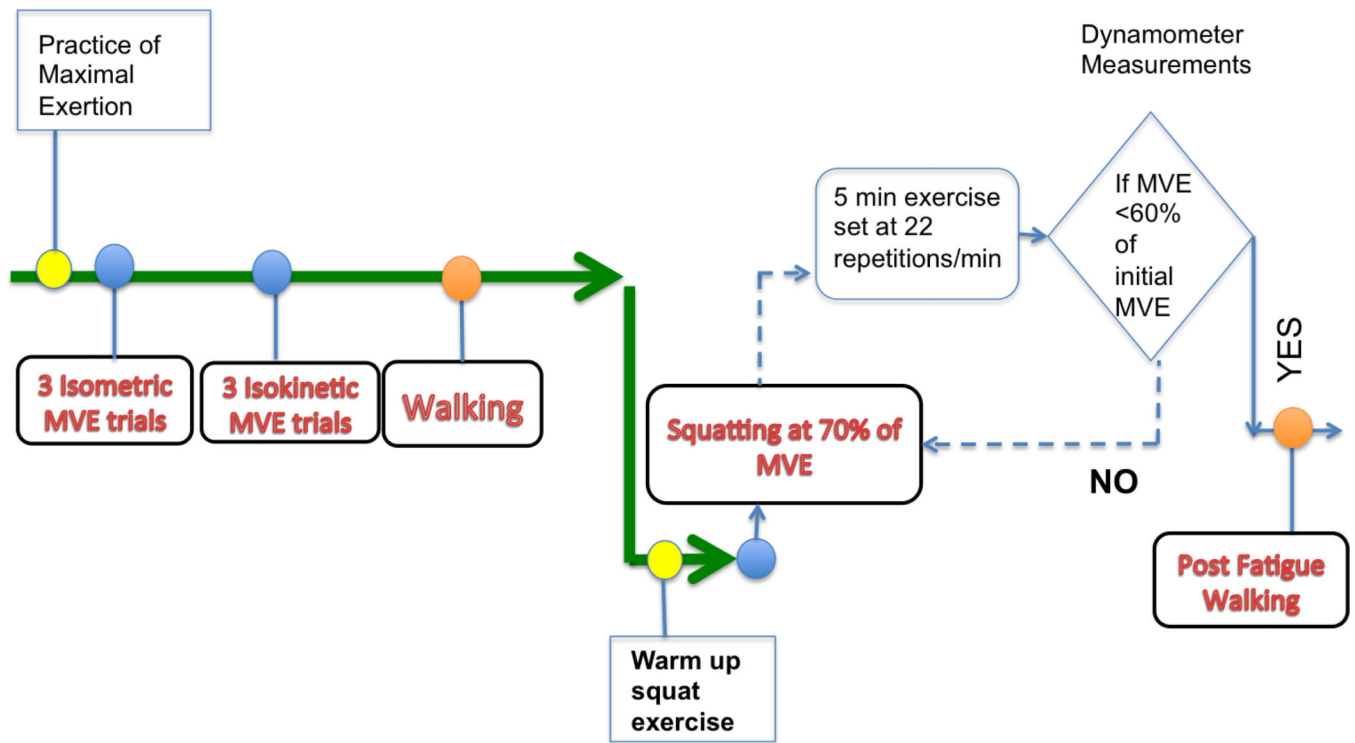 Practice of
Maximal
Exertion
3 Isometric
MVE trials
3 Isokinetic
MVE trials
Walking
Warm up
squat
exercise
Squatting at 70% of
MVE
5 min exercise
set at 22
repetitions/min
Dynamometer
Measurements
If MVE
<60%
of
initial
MVE
NO
YES
Post Fatigue
Walking